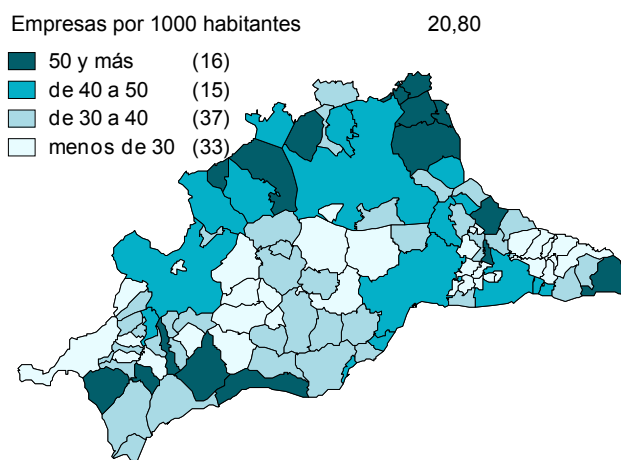 Empresas por 1000 habitantes 20,80
50 y más (16)
de 40 a 50 (15)
de 30 a 40 (37)
menos de 30 (33)